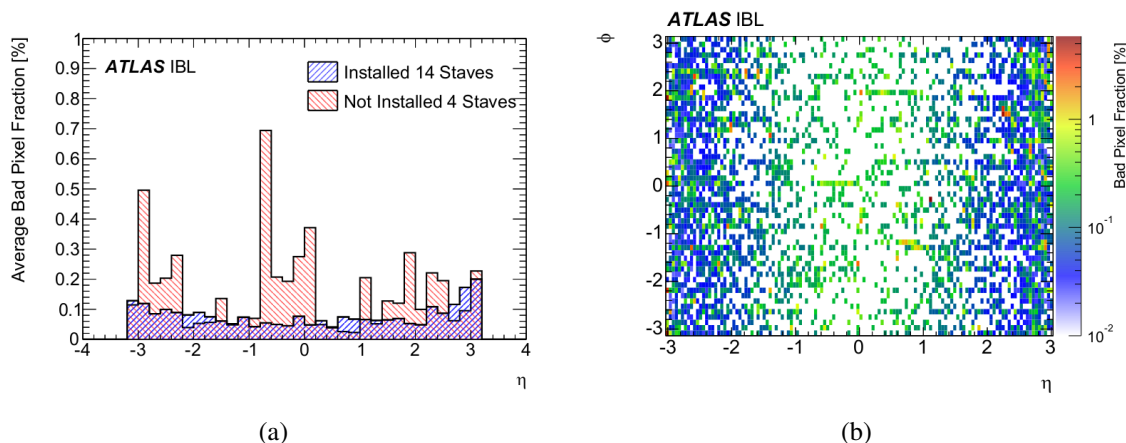 ATLAS IBL
Average Bad Pixel Fraction [%]
1
0.9
0.8
0.7
0.6
0.5
0.4
0.3
0.2
0.1
0
Installed 14 Staves
Not Installed 4 Staves
-4 -3 -2 -1 0 1 2 3 4
η
(a)
ATLAS IBL
ϕ
3
2
1
0
-1
-2
-3
-3 -2 -1 0 1 2 3
η
1
10⁻¹
10⁻²
Bad Pixel Fraction [%]
(b)